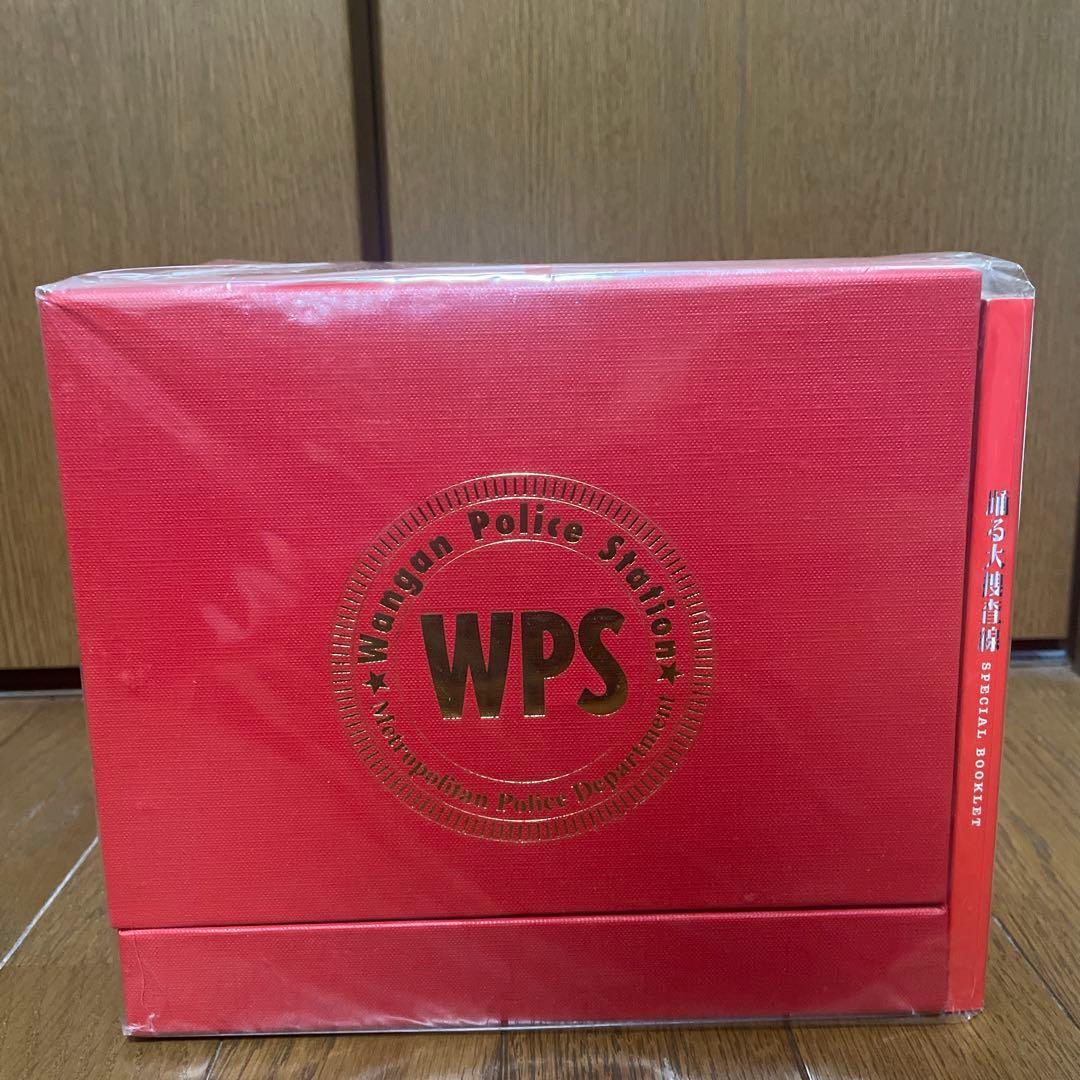 ★ Wangan Police Station ★
WPS
Metropolitan Police Department
踊る大捜査線 SPECIAL BOOKLET